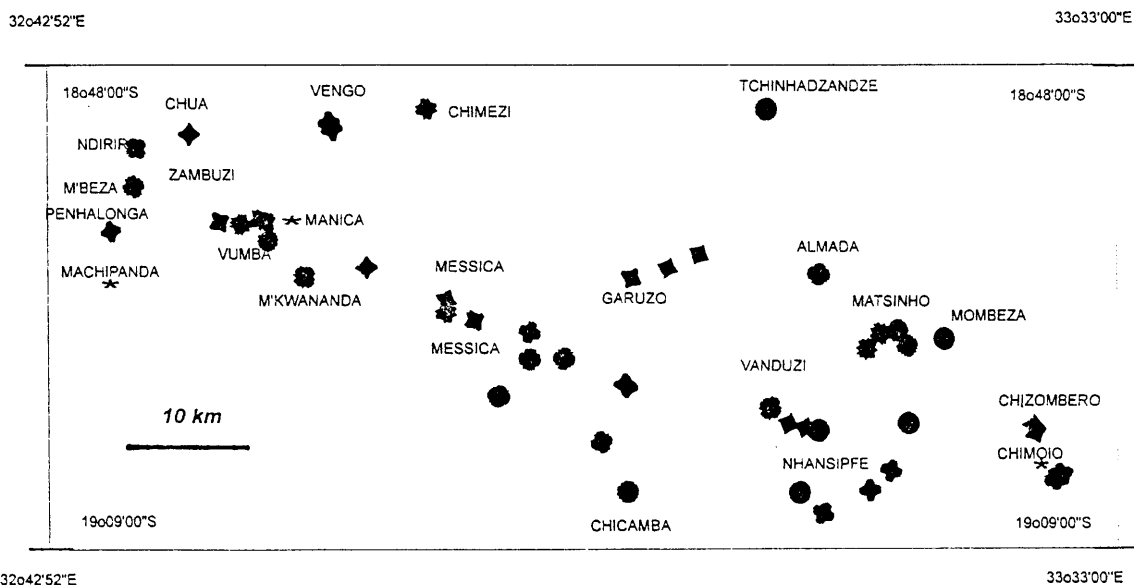 32o42'52"E
33o33'00"E
18o48'00"S
18o48'00"S
CHUA
VENGO
CHIMEZI
TCHINHADZANDZE
NDIRIR
M'BEZA
ZAMBUZI
PENHALONGA
MANICA
VUMBA
MACHIPANDA
M'KWANANDA
MESSICA
GARUZO
ALMADA
MATSINHO
MOMBEZA
MESSICA
VANDUZI
CHIZOMBERO
10 km
NHANSIPFE
CHIMOIO
CHICAMBA
19o09'00"S
19o09'00"S
32o42'52"E
33o33'00"E